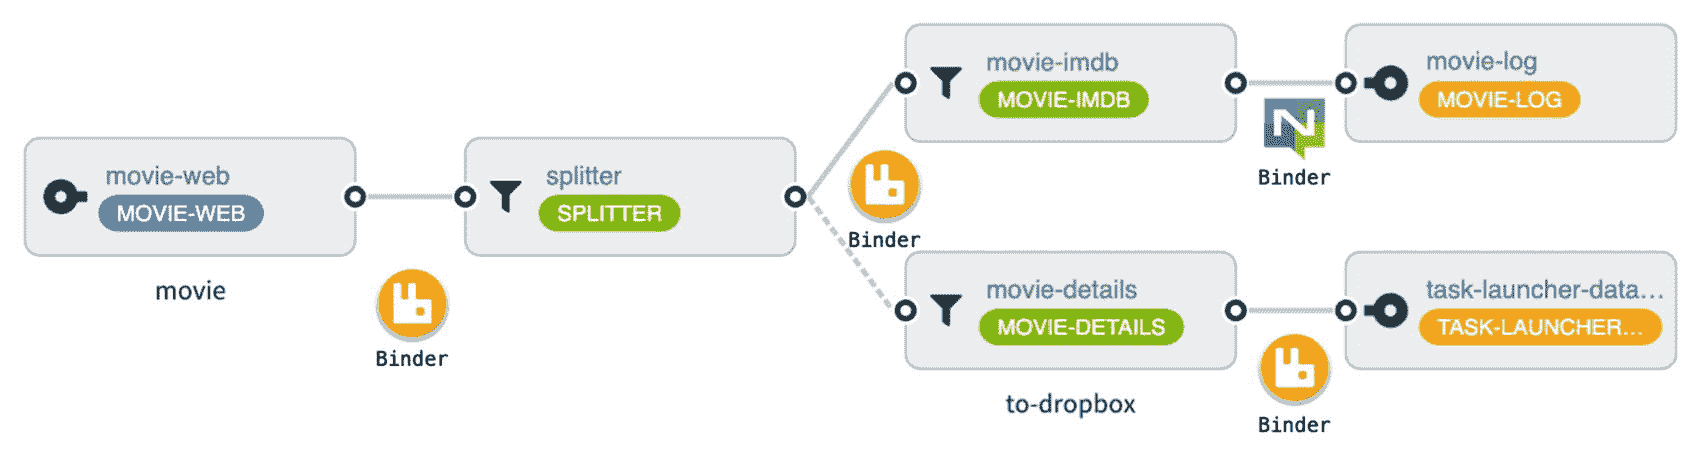 movie-imdb
MOVIE-IMDB
movie-log
MOVIE-LOG
N
Binder
movie-web
MOVIE-WEB
movie
Binder
splitter
SPLITTER
Binder
movie-details
MOVIE-DETAILS
to-dropbox
task-launcher-data...
TASK-LAUNCHER...
Binder